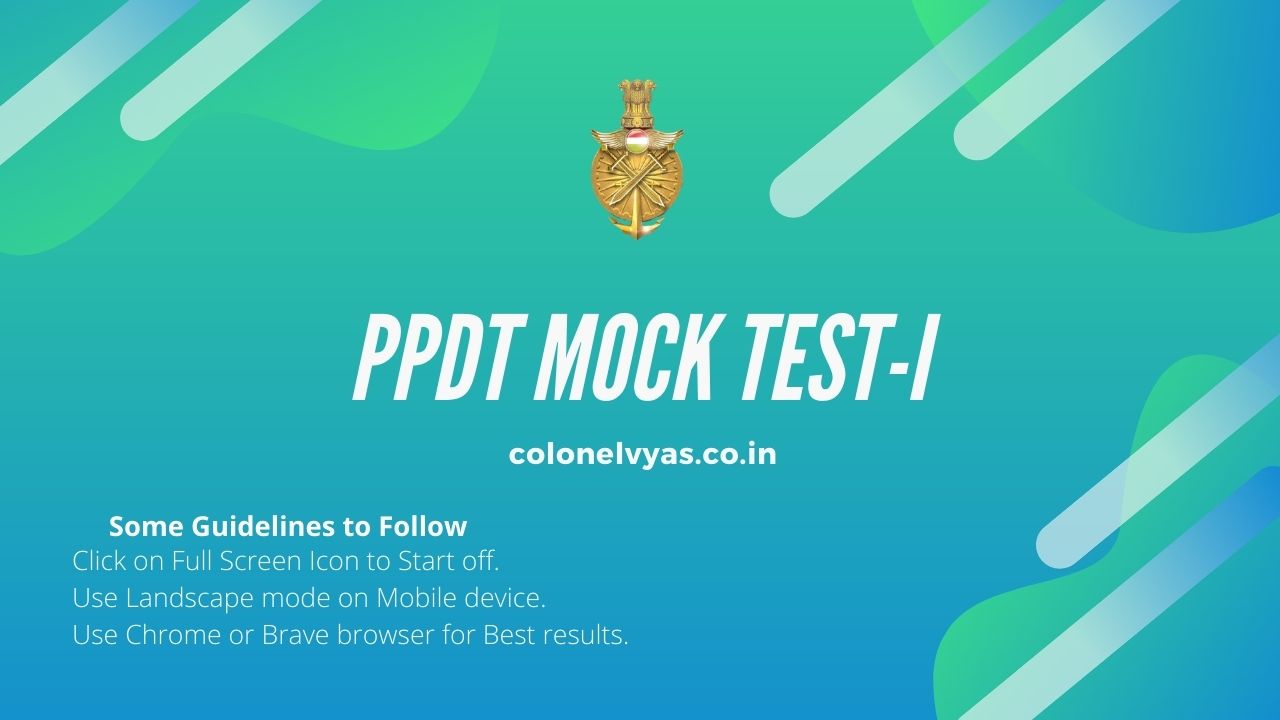 PPDT MOCK TEST-I
colonelvyas.co.in
Some Guidelines to Follow
Click on Full Screen Icon to Start off.
Use Landscape mode on Mobile device.
Use Chrome or Brave browser for Best results.